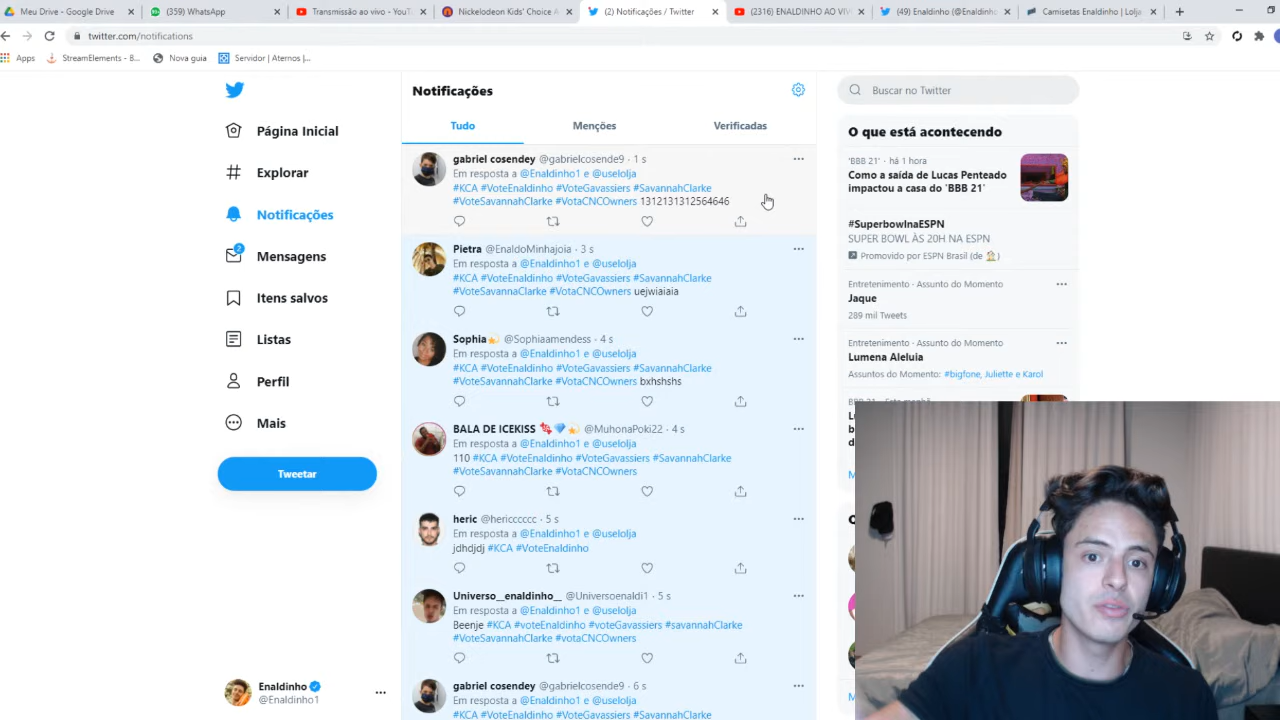 Meu Drive - Google Drive
(359) WhatsApp
Transmissão ao vivo - YouT
Nickelodeon Kids' Choice A
(2) Notificações / Twitter
(2316) ENALDINHO AO VIV
(49) Enaldinho (@Enaldinho
Camisetas Enaldinho | Lolja
twitter.com/notifications
Apps
StreamElements - B...
Nova guia
Servidor | Aternos |...
Página Inicial
Explorar
Notificações
2
Mensagens
Itens salvos
Listas
Perfil
Mais
Tweetar
Enaldinho
@Enaldinho1
Notificações
Tudo
Menções
Verificadas
gabriel cosendey @gabrielcosende9 · 1 s
Em resposta a @Enaldinho1 e @uselolja
#KCA #VoteEnaldinho #VoteGavassiers #SavannahClarke
#VoteSavannahClarke #VotaCNCOwners 1312131312564646
Pietra @EnaldoMinhajoia · 3 s
Em resposta a @Enaldinho1 e @uselolja
#KCA #VoteEnaldinho #VoteGavassiers #SavannahClarke
#VoteSavannaClarke #VotaCNCOwners uejwiaiaia
Sophia @Sophiaamendess · 4 s
Em resposta a @Enaldinho1 e @uselolja
#KCA #VoteEnaldinho #VoteGavassiers #SavannahClarke
#VoteSavannahClarke #VotaCNCOwners bxhshshs
BALA DE ICEKISS @MuhonaPoki22 · 4 s
Em resposta a @Enaldinho1 e @uselolja
110 #KCA #VoteEnaldinho #VoteGavassiers #SavannahClarke
#VoteSavannahClarke #VotaCNCOwners
heric @hericccccc · 5 s
Em resposta a @Enaldinho1 e @uselolja
jdhdjdj #KCA #VoteEnaldinho
Universo__enaldinho__ @Universoenaldi1 · 5 s
Em resposta a @Enaldinho1 e @uselolja
Beenje #KCA #voteEnaldinho #voteGavassiers #savannahClarke
#VoteSavannahClarke #votaCNCOwners
gabriel cosendey @gabrielcosende9 · 6 s
Em resposta a @Enaldinho1 e @uselolja
#KCA #VoteEnaldinho #VoteGavassiers #SavannahClarke
Buscar no Twitter
O que está acontecendo
'BBB 21' · há 1 hora
Como a saída de Lucas Penteado
impactou a casa do 'BBB 21'
#SuperbowlnaESPN
SUPER BOWL ÀS 20H NA ESPN
Promovido por ESPN Brasil (de )
Entretenimento · Assunto do Momento
Jaque
289 mil Tweets
Entretenimento · Assunto do Momento
Lumena Aleluia
Assuntos do Momento: #bigfone, Juliette e Karol